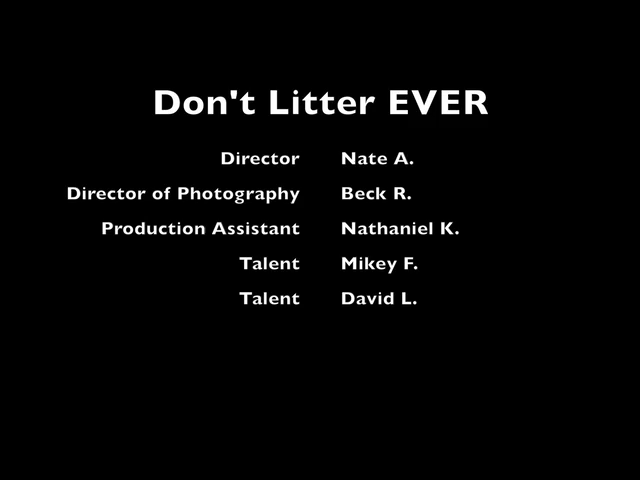 Don't Litter EVER
Director Nate A.
Director of Photography Beck R.
Production Assistant Nathaniel K.
Talent Mikey F.
Talent David L.